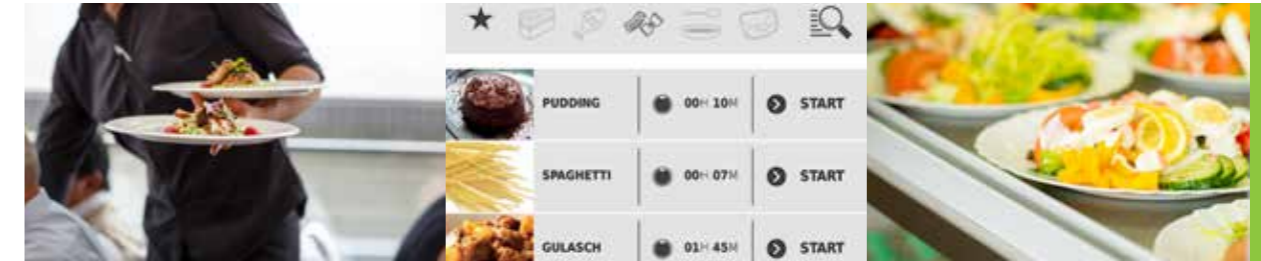 PUDDING 00H 10M START
SPAGHETTI 00H 07M START
GULASCH 01H 45M START